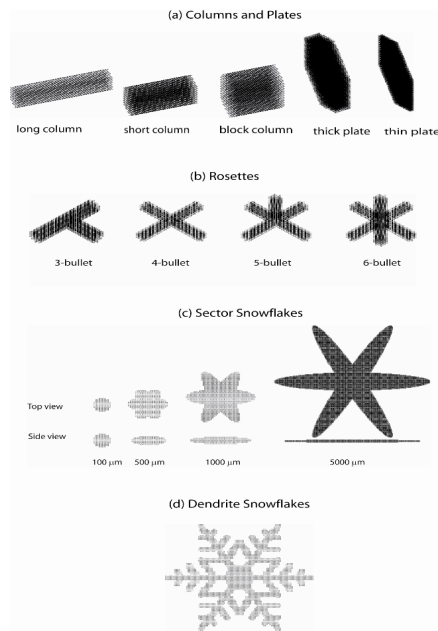 (a) Columns and Plates
long column short column block column thick plate thin plate
(b) Rosettes
3-bullet 4-bullet 5-bullet 6-bullet
(c) Sector Snowflakes
Top view
Side view
100 μm 500 μm 1000 μm 5000 μm
(d) Dendrite Snowflakes